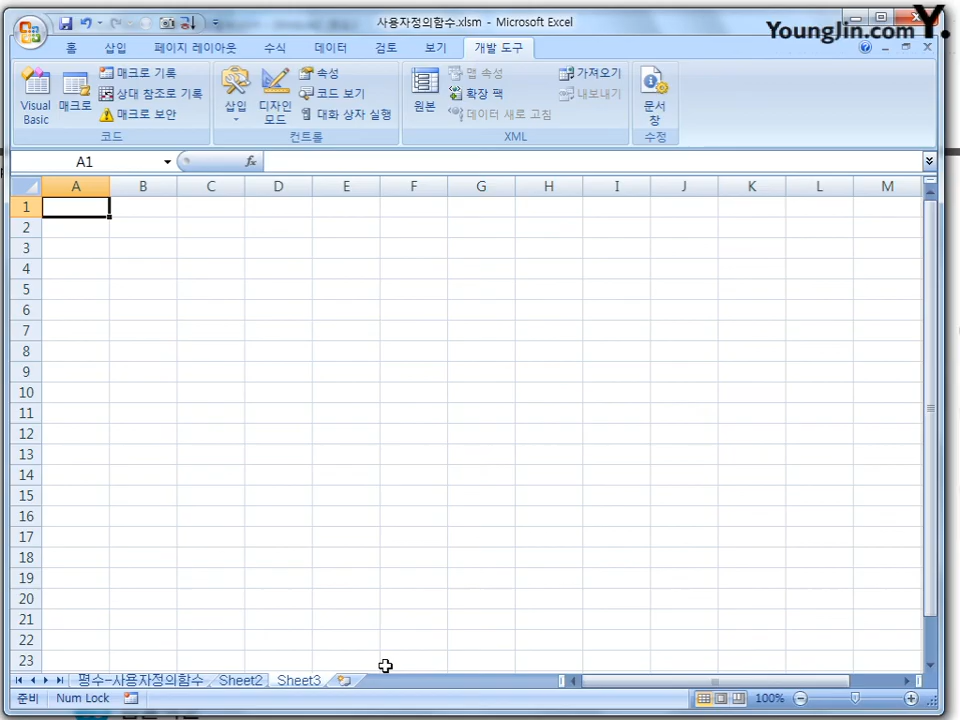 사용자정의함수.xlsm - Microsoft Excel
YoungJin.com Y.
홈 삽입 페이지 레이아웃 수식 데이터 검토 보기 개발 도구
Visual Basic
매크로
매크로 기록
상대 참조로 기록
매크로 보안
코드
삽입
디자인 모드
속성
코드 보기
대화 상자 실행
컨트롤
원본
맵 속성
확장 팩
데이터 새로 고침
가져오기
내보내기
XML
문서 창
수정
A1 fx
A B C D E F G H I J K L M
1
2
3
4
5
6
7
8
9
10
11
12
13
14
15
16
17
18
19
20
21
22
23
평수-사용자정의함수 Sheet2 Sheet3
준비 Num Lock 100%